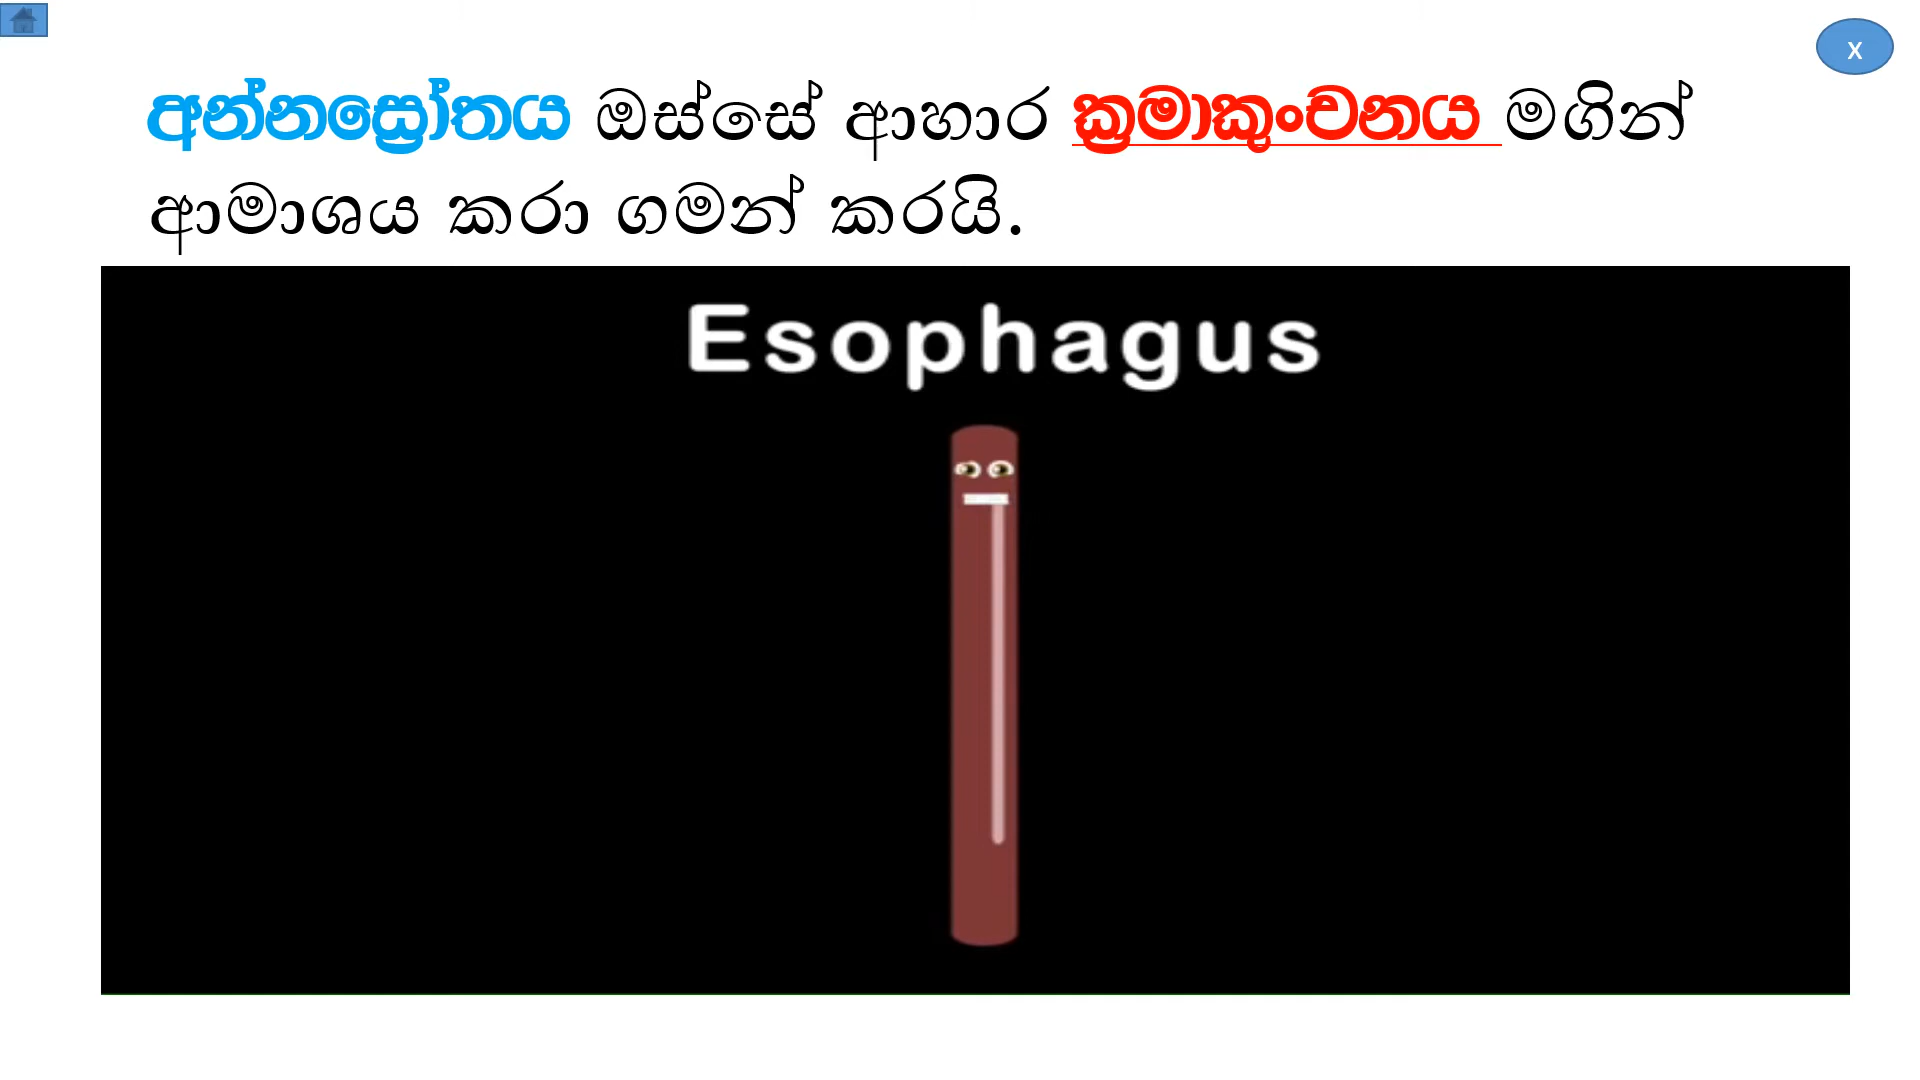 X
අන්නස්‍රෝතය ඔස්සේ ආහාර ක්‍රමාකුංචනය මගින්
ආමාශය කරා ගමන් කරයි.
Esophagus